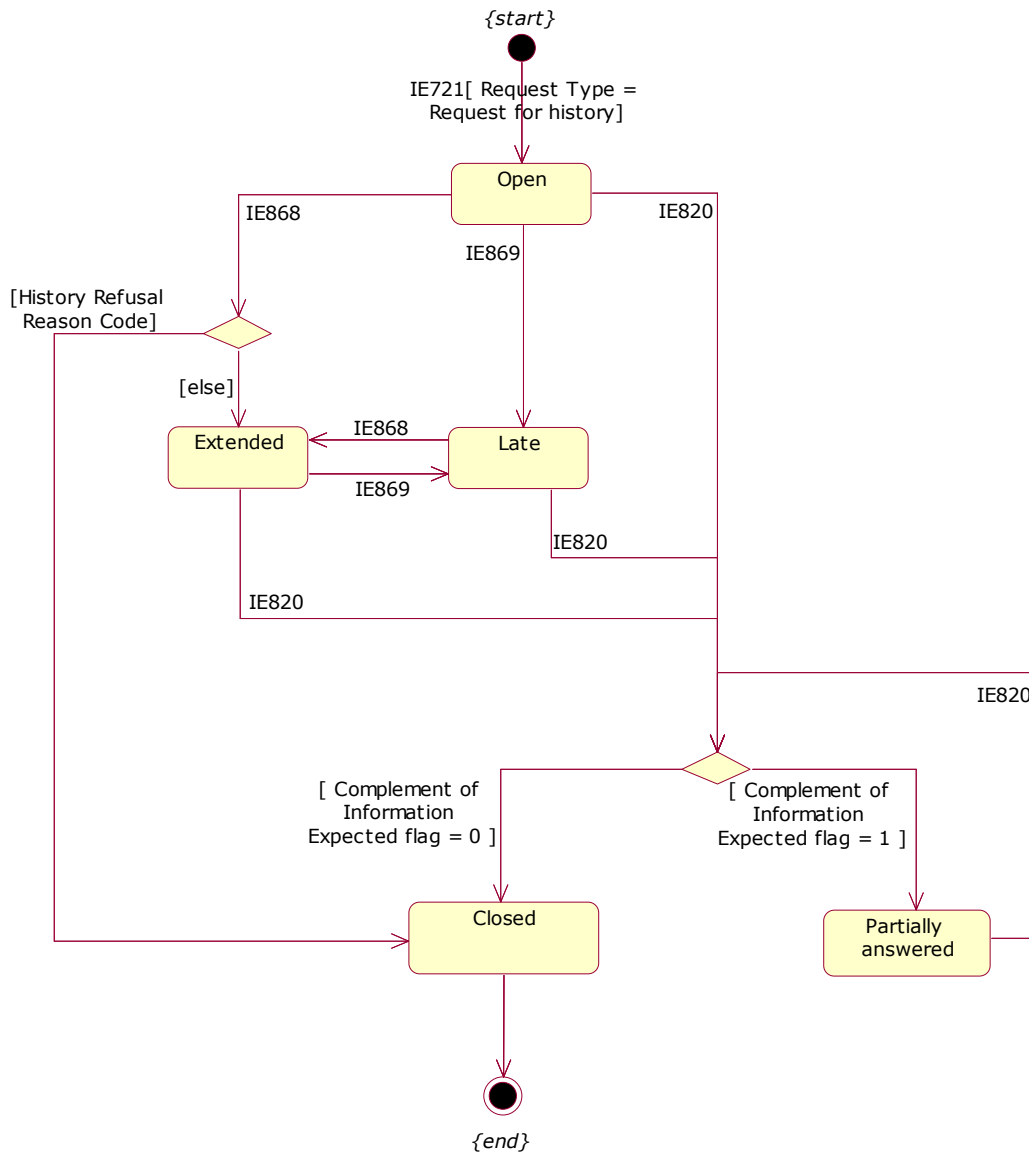 {start}
IE721[ Request Type =
Request for history]
Open
IE868
IE820
IE869
[History Refusal
Reason Code]
[else]
Extended
IE868
Late
IE869
IE820
IE820
IE820
[ Complement of
Information
Expected flag = 0 ]
[ Complement of
Information
Expected flag = 1 ]
Closed
Partially
answered
{end}